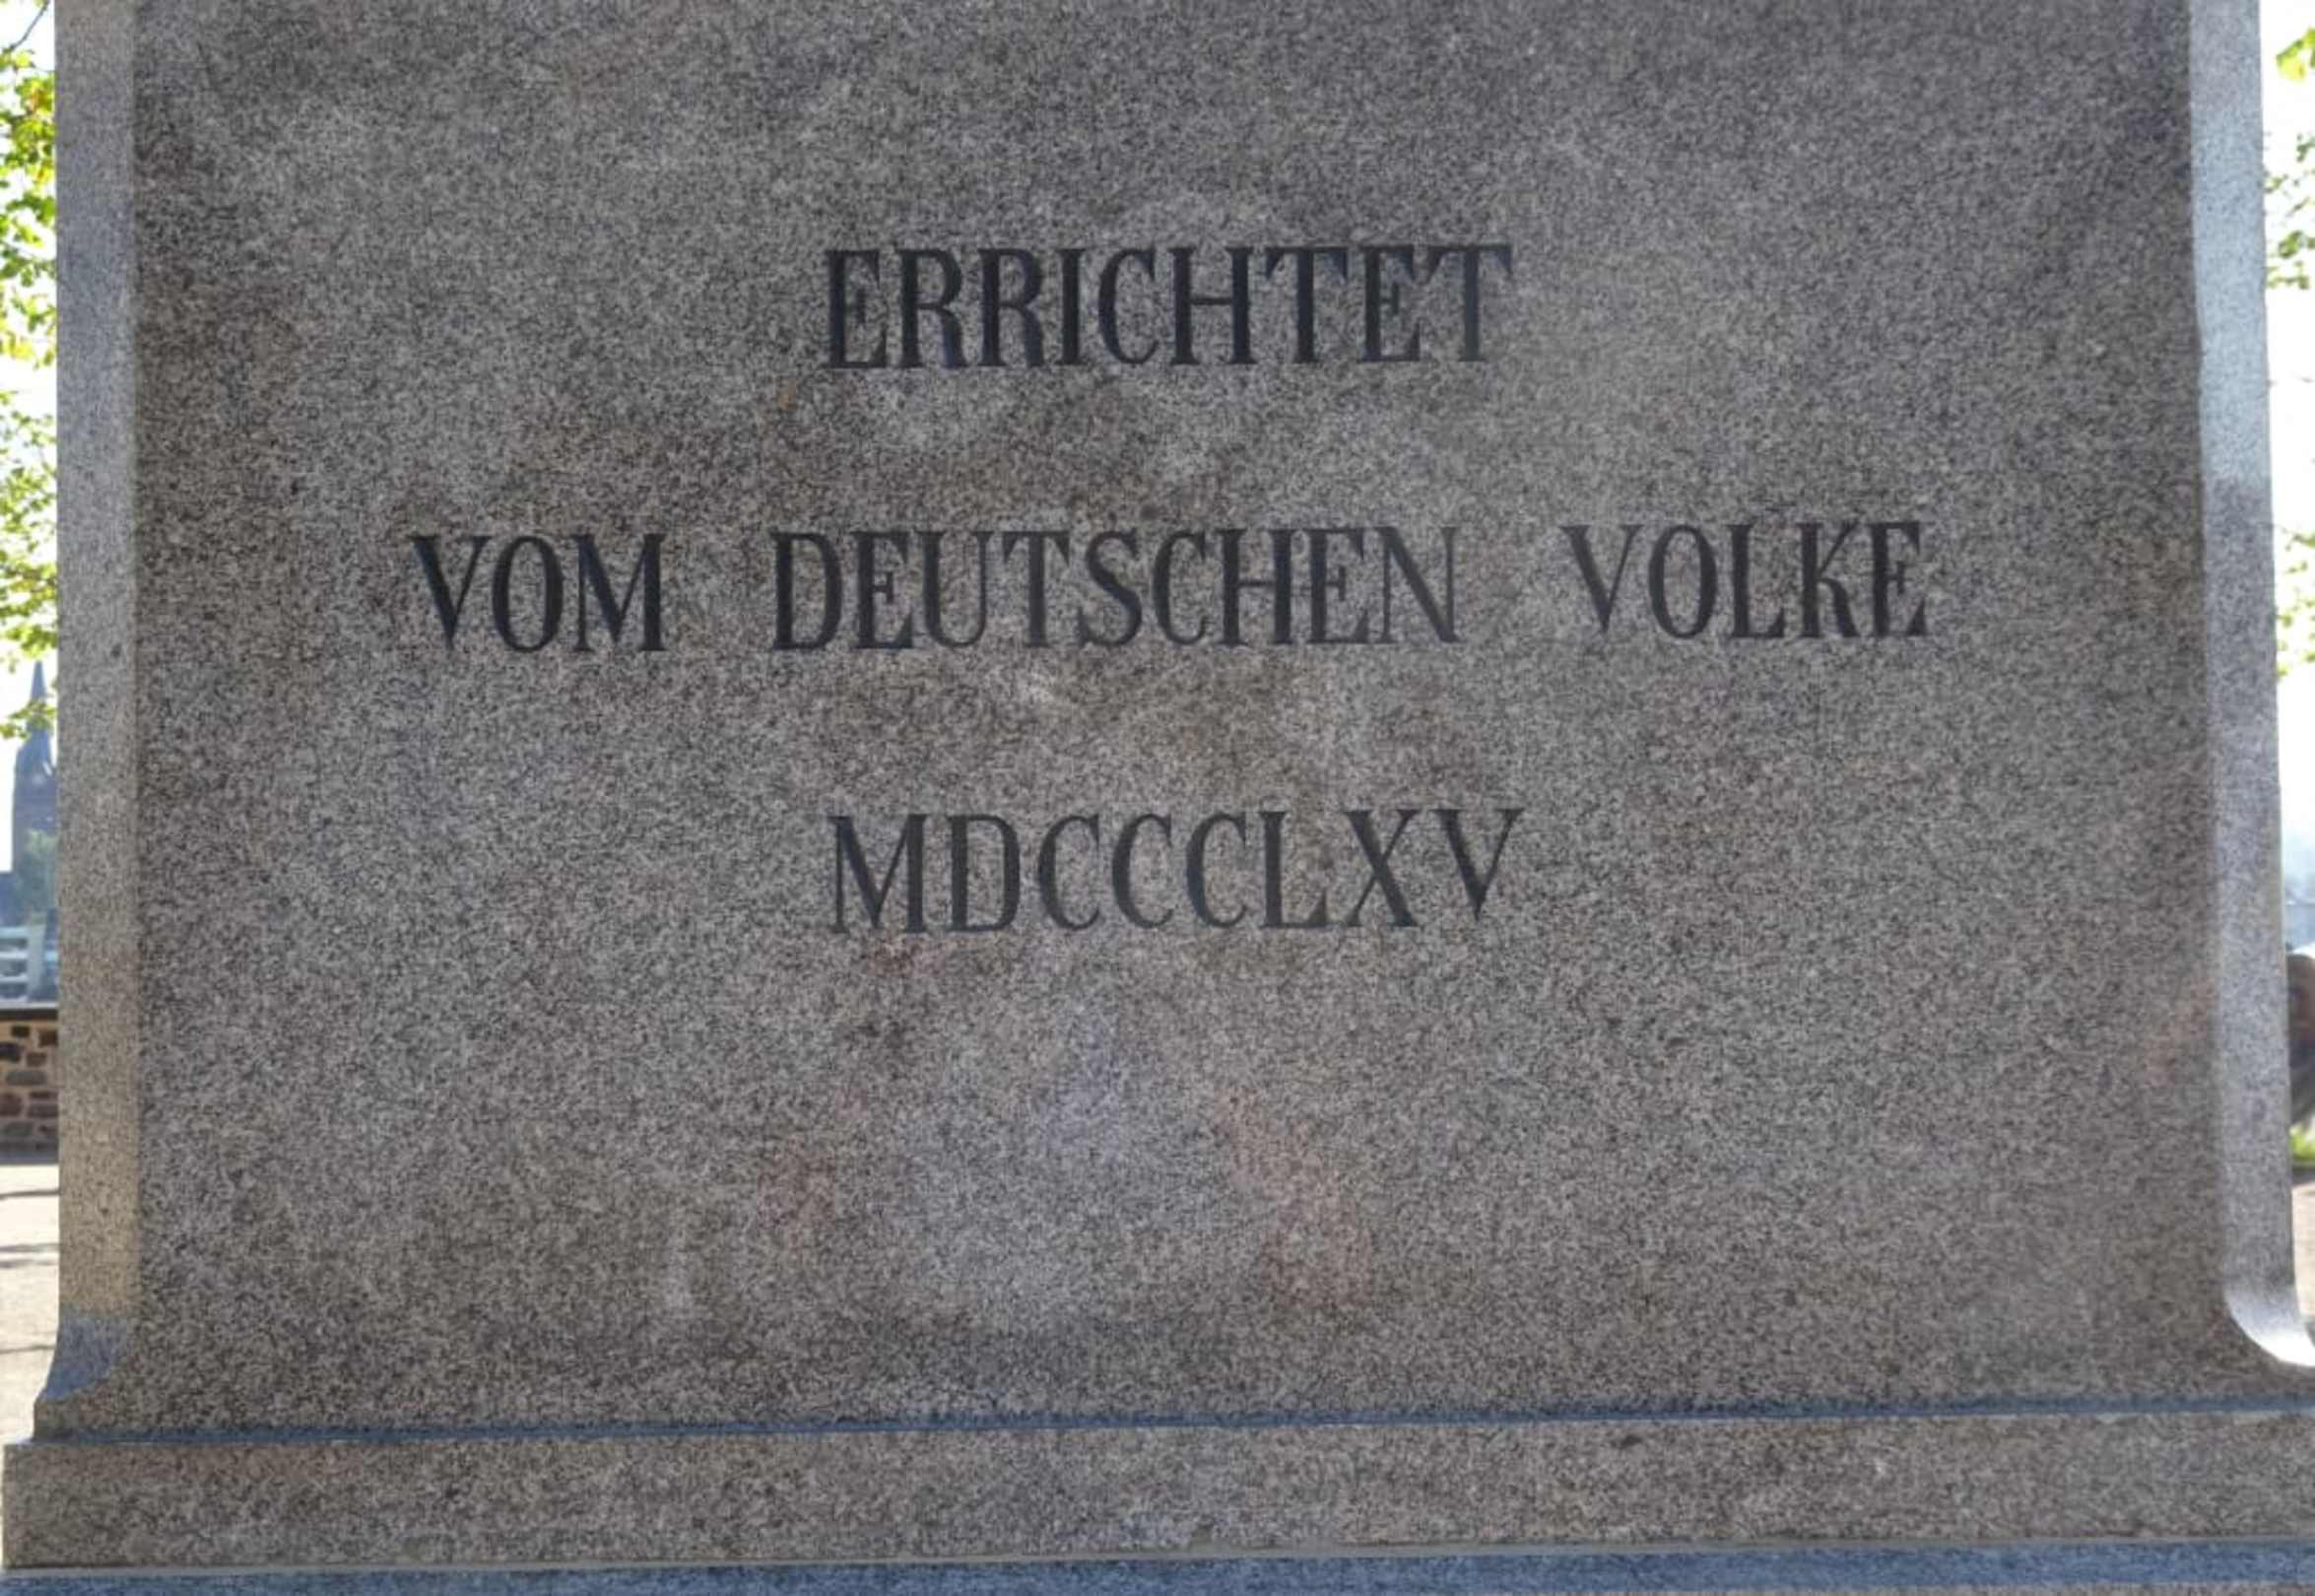 ERRICHTET
VOM DEUTSCHEN VOLKE
MDCCCLXV